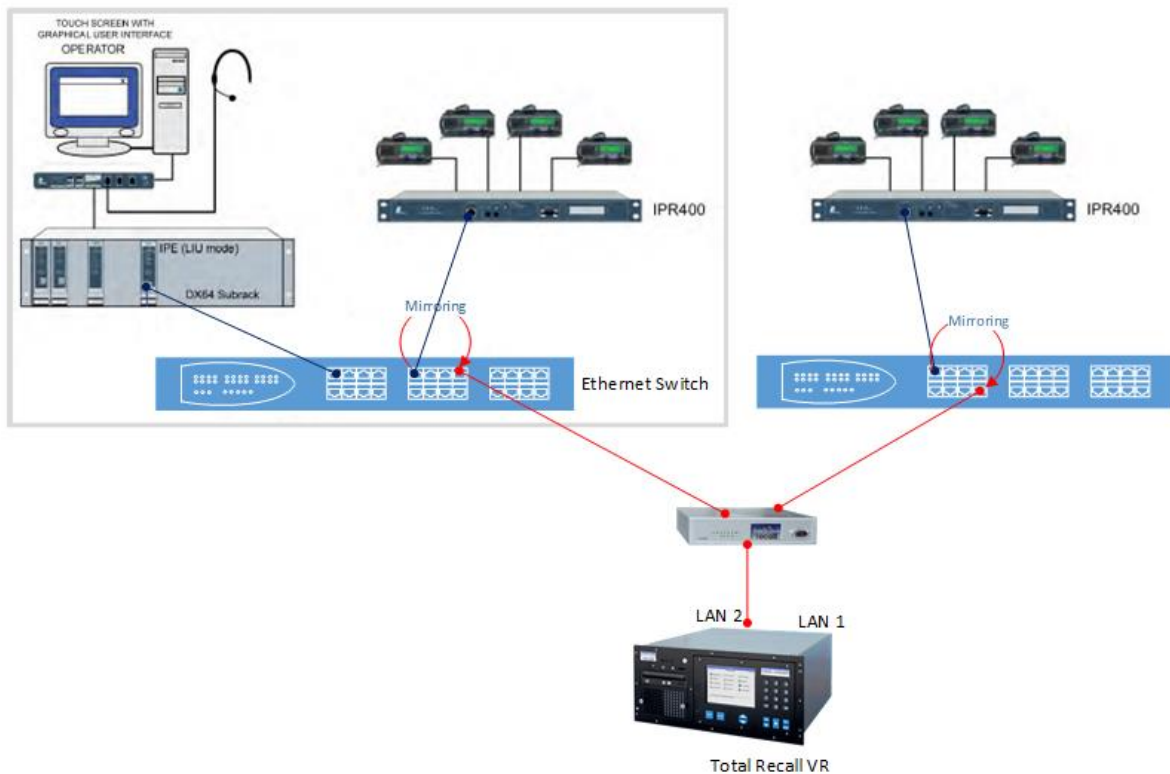 TOUCH SCREEN WITH
GRAPHICAL USER INTERFACE
OPERATOR
IPR400
IPR400
IPE (LIU mode)
DX64 Subrack
Mirroring
Mirroring
Ethernet Switch
LAN 2
LAN 1
Total Recall VR